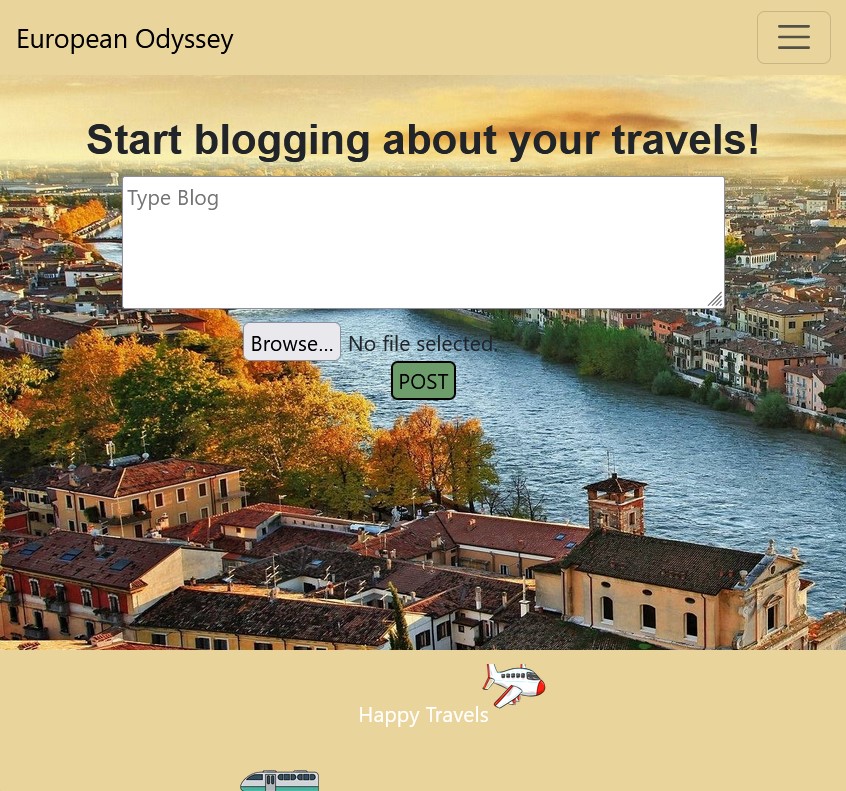 European Odyssey
Start blogging about your travels!
Type Blog
Browse... No file selected.
POST
Happy Travels